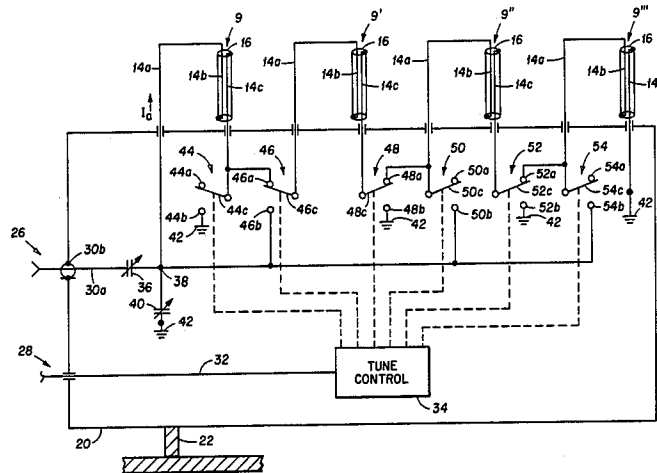 9 9' 9" 9'''
16 16 16 16
14a 14b 14c 14a 14b 14c 14a 14b 14c 14a 14b 14
Ia
44 46 48 50 52 54
44a 46a 48a 50a 52a 54a
44c 46c 48c 50c 52c 54c
44b 46b 48b 50b 52b 54b
42 42 42 42
26 30b
30a 36 38
40
42
28 32
TUNE
CONTROL
34
20 22